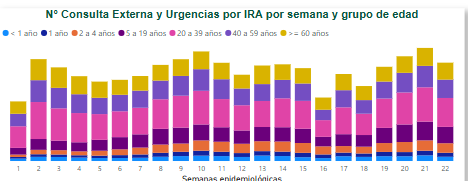 N° Consulta Externa y Urgencias por IRA por semana y grupo de edad
< 1 año 1 año 2 a 4 años 5 a 19 años 20 a 39 años 40 a 59 años >= 60 años
1 2 3 4 5 6 7 8 9 10 11 12 13 14 15 16 17 18 19 20 21 22
Semanas epidemiológicas